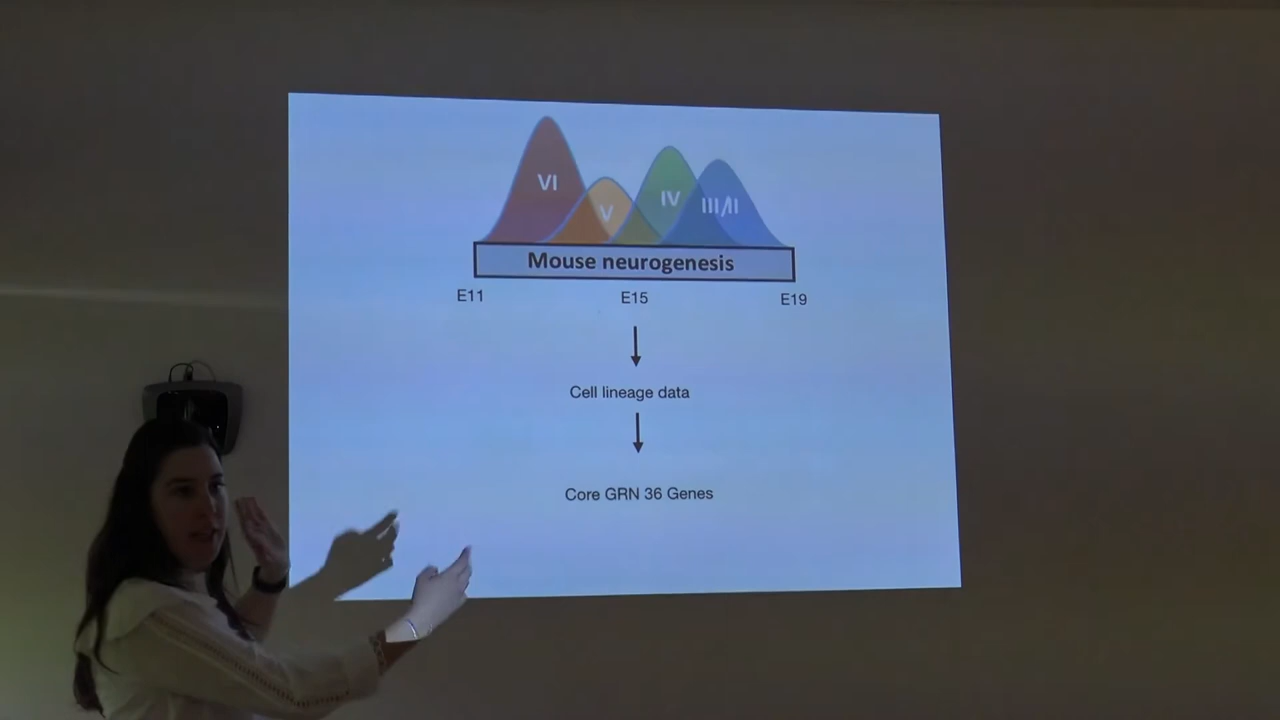 VI
V
IV
III/II
Mouse neurogenesis
E11
E15
E19
Cell lineage data
Core GRN 36 Genes